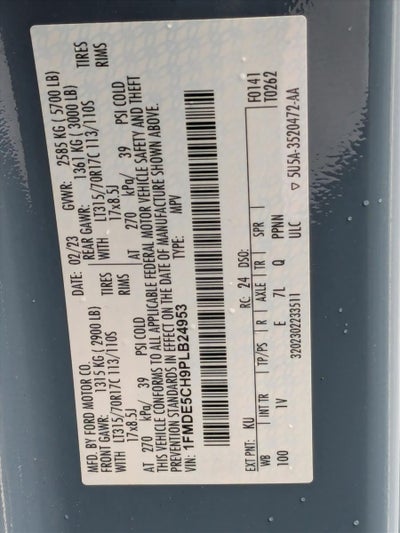 MFD. BY FORD MOTOR CO.
DATE: 02/23 GVWR: 2585 KG ( 5700 LB)
FRONT GAWR: 1315 KG ( 2900 LB) REAR GAWR: 1361 KG ( 3000 LB)
WITH TIRES WITH TIRES
LT315/70R17C 113/110S LT315/70R17C 113/110S
17x8.5J RIMS 17x8.5J RIMS
AT 270 kPa/ 39 PSI COLD AT 270 kPa/ 39 PSI COLD
THIS VEHICLE CONFORMS TO ALL APPLICABLE FEDERAL MOTOR VEHICLE SAFETY AND THEFT
PREVENTION STANDARDS IN EFFECT ON THE DATE OF MANUFACTURE SHOWN ABOVE.
VIN: 1FMDE5CH9PLB24953 TYPE: MPV
F0141
T0262
EXT PNT: KU RC: 24 DSO:
WB INT TR TP/PS R AXLE TR SPR
100 1V E 7L Q PPNN
ULC
3202302233511
▽ 5U5A-3520472-AA